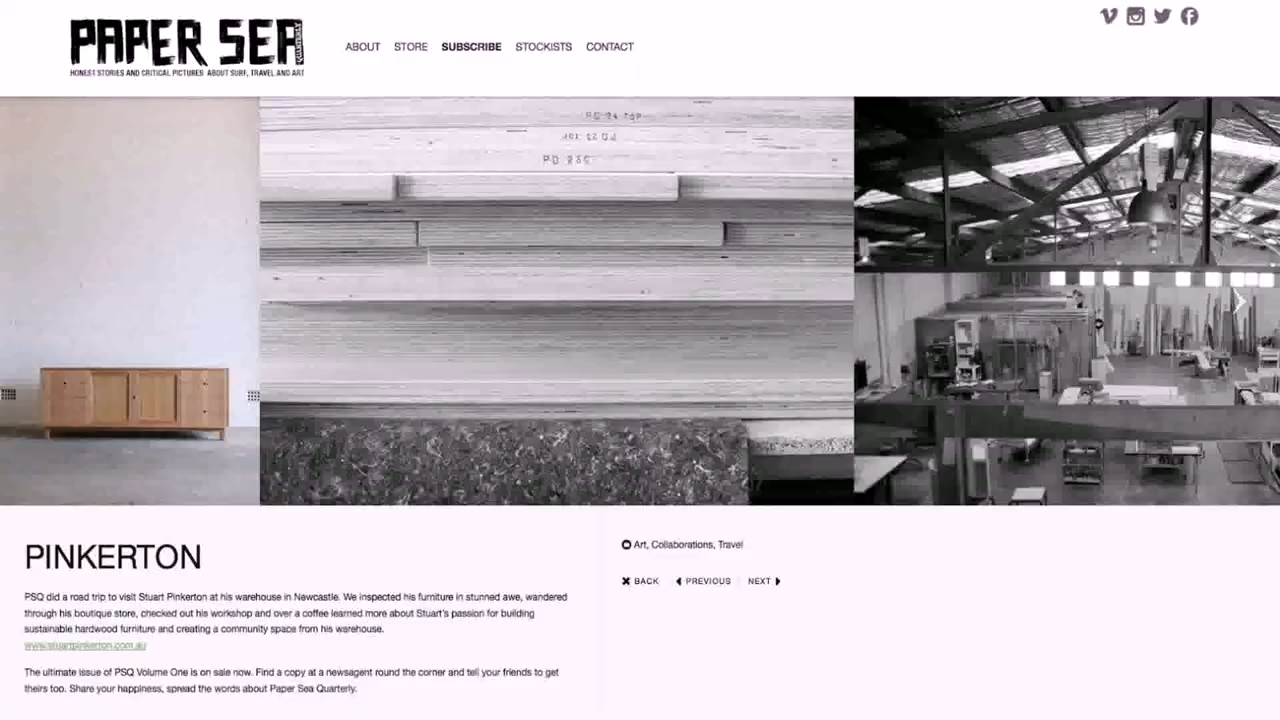 PAPER SEA
QUARTERLY
HONEST STORIES AND CRITICAL PICTURES ABOUT SURF, TRAVEL AND ART
ABOUT STORE SUBSCRIBE STOCKISTS CONTACT
PINKERTON
PSQ did a road trip to visit Stuart Pinkerton at his warehouse in Newcastle. We inspected his furniture in stunned awe, wandered
through his boutique store, checked out his workshop and over a coffee learned more about Stuart's passion for building
sustainable hardwood furniture and creating a community space from his warehouse.
www.stuartpinkerton.com.au
The ultimate issue of PSQ Volume One is on sale now. Find a copy at a newsagent round the corner and tell your friends to get
theirs too. Share your happiness, spread the words about Paper Sea Quarterly.
Art, Collaborations, Travel
BACK PREVIOUS NEXT